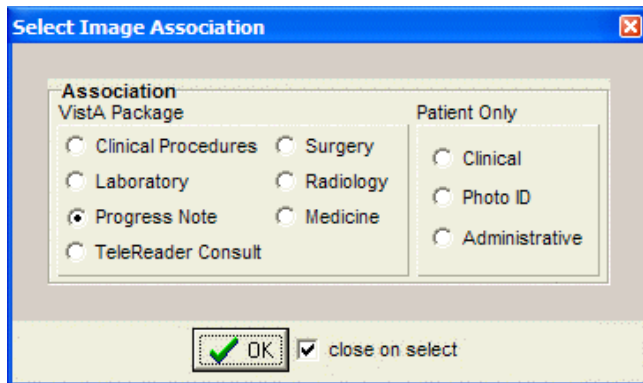 Select Image Association
Association
VistA Package
Patient Only
Clinical Procedures
Surgery
Clinical
Laboratory
Radiology
Photo ID
Progress Note
Medicine
Administrative
TeleReader Consult
OK
close on select